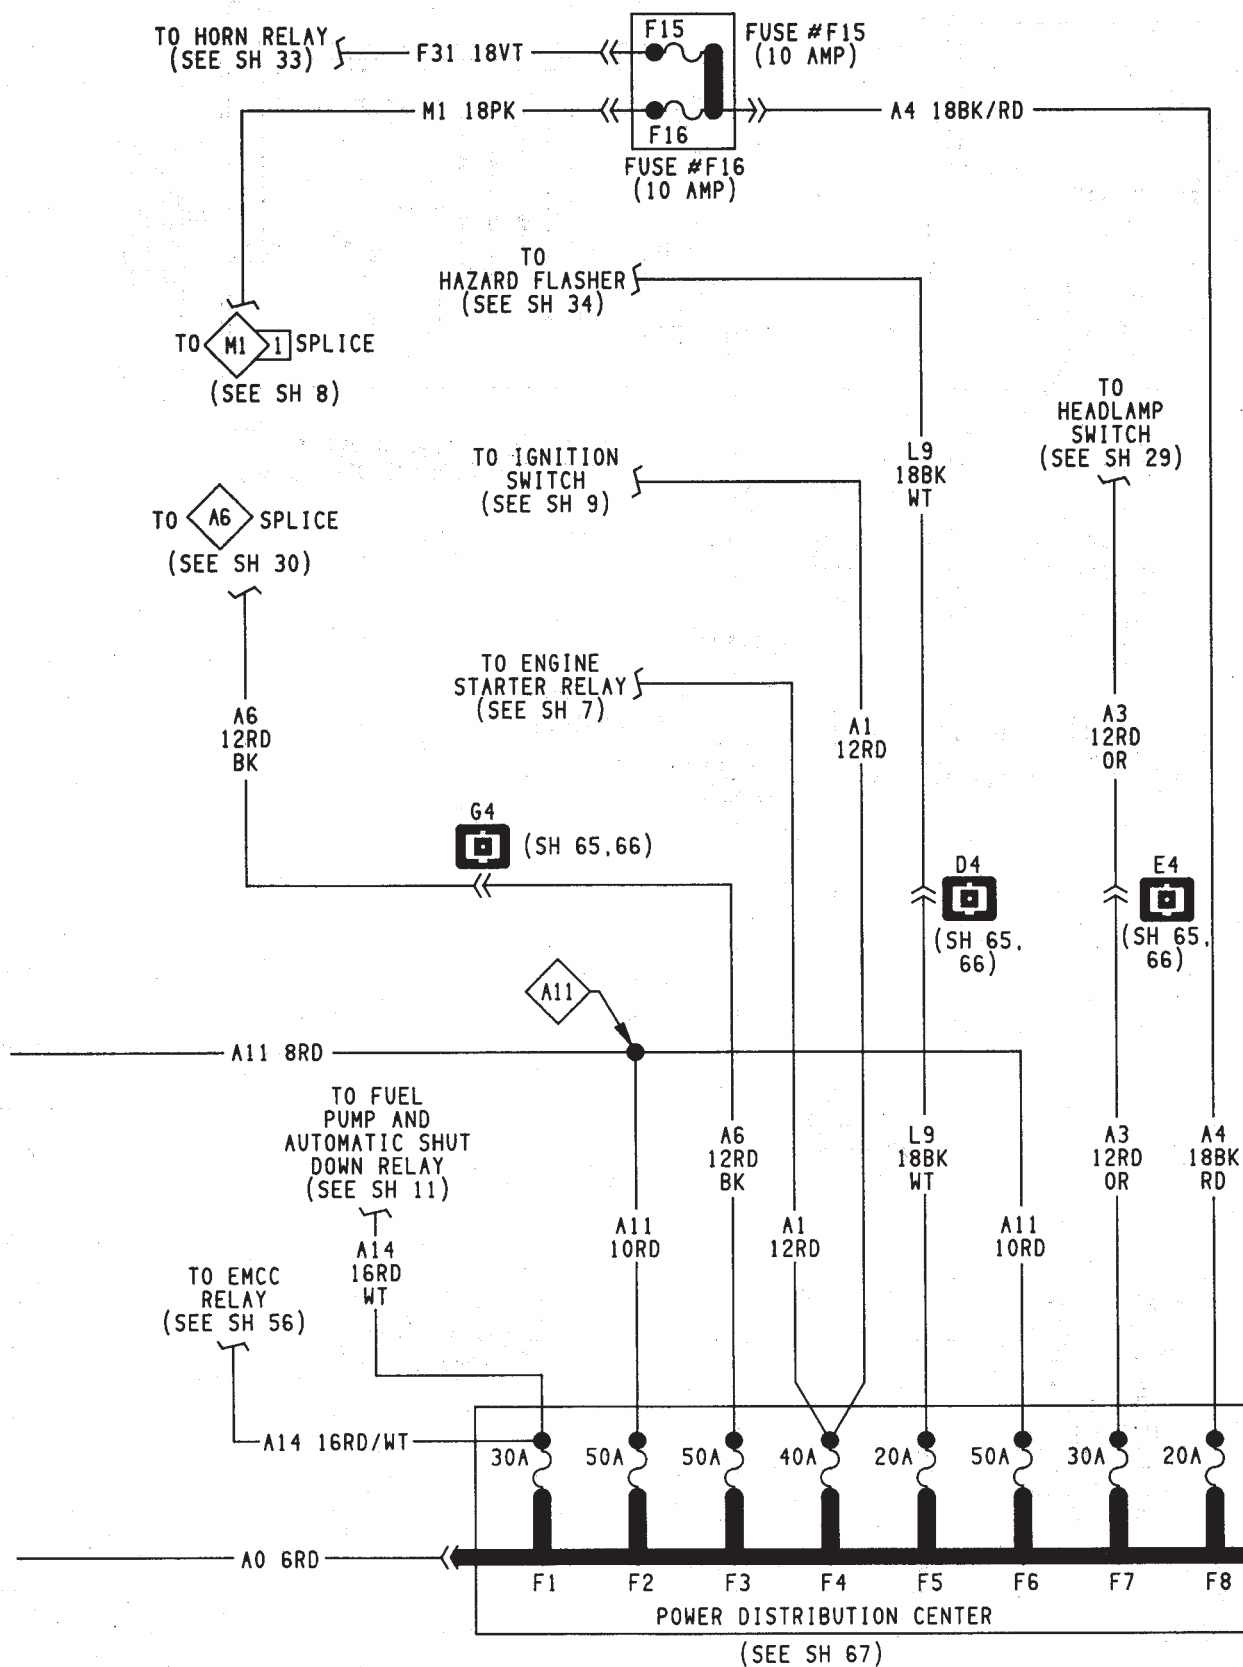 F15
FUSE #F15
(10 AMP)
TO HORN RELAY
(SEE SH 33)
F31 18VT
M1 18PK
F16
A4 18BK/RD
FUSE #F16
(10 AMP)
TO
HAZARD FLASHER
(SEE SH 34)
TO M1 1 SPLICE
(SEE SH 8)
TO
HEADLAMP
SWITCH
(SEE SH 29)
L9
18BK
WT
TO IGNITION
SWITCH
(SEE SH 9)
TO A6 SPLICE
(SEE SH 30)
TO ENGINE
STARTER RELAY
(SEE SH 7)
A6
12RD
BK
A1
12RD
A3
12RD
OR
G4
(SH 65,66)
D4
(SH 65,
66)
E4
(SH 65,
66)
A11
A11 8RD
TO FUEL
PUMP AND
AUTOMATIC SHUT
DOWN RELAY
(SEE SH 11)
A6
12RD
BK
L9
18BK
WT
A3
12RD
OR
A4
18BK
RD
A14
16RD
WT
A11
10RD
A1
12RD
A11
10RD
TO EMCC
RELAY
(SEE SH 56)
A14 16RD/WT
30A 50A 50A 40A 20A 50A 30A 20A
A0 6RD
F1 F2 F3 F4 F5 F6 F7 F8
POWER DISTRIBUTION CENTER
(SEE SH 67)